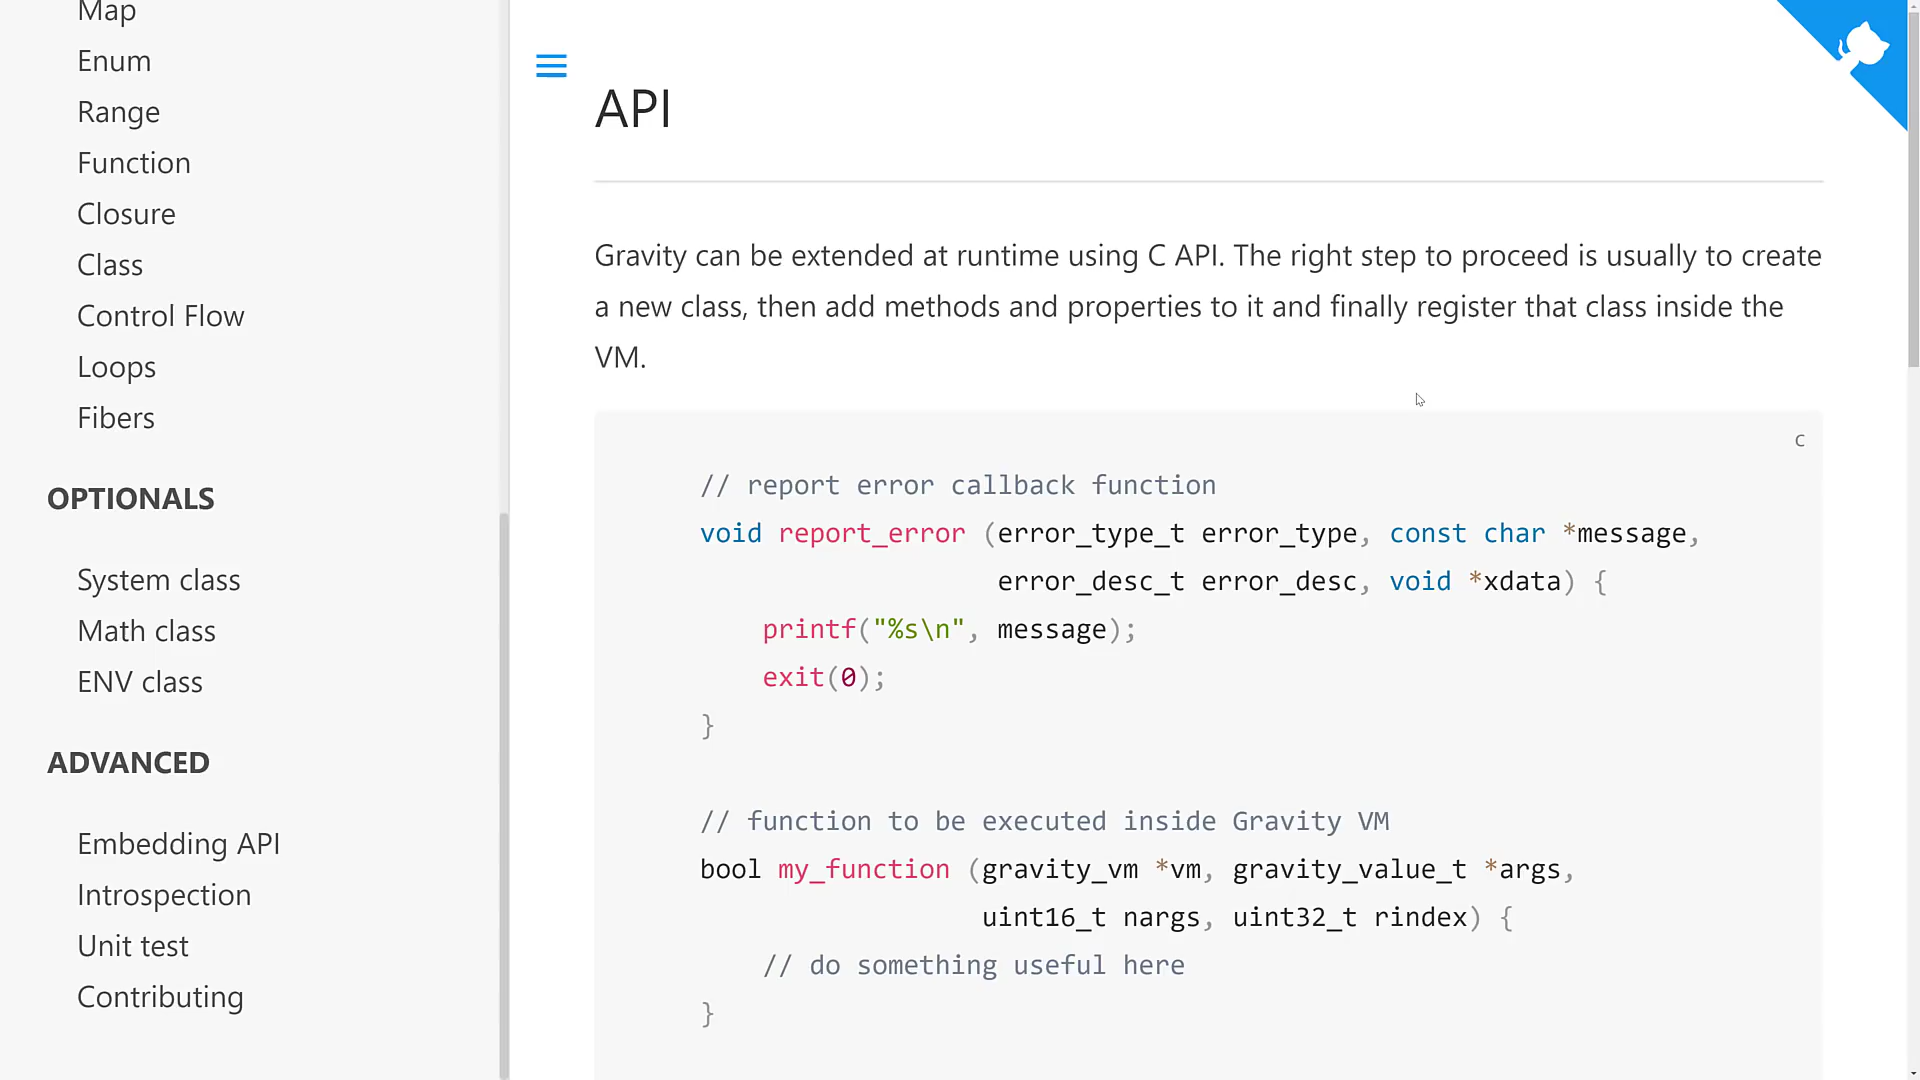 Map
Enum
Range
Function
Closure
Class
Control Flow
Loops
Fibers
OPTIONALS
System class
Math class
ENV class
ADVANCED
Embedding API
Introspection
Unit test
Contributing
API
Gravity can be extended at runtime using C API. The right step to proceed is usually to create
a new class, then add methods and properties to it and finally register that class inside the
VM.
C
// report error callback function
void report_error (error_type_t error_type, const char *message,
error_desc_t error_desc, void *xdata) {
printf("%s\n", message);
exit(0);
}
// function to be executed inside Gravity VM
bool my_function (gravity_vm *vm, gravity_value_t *args,
uint16_t nargs, uint32_t rindex) {
// do something useful here
}